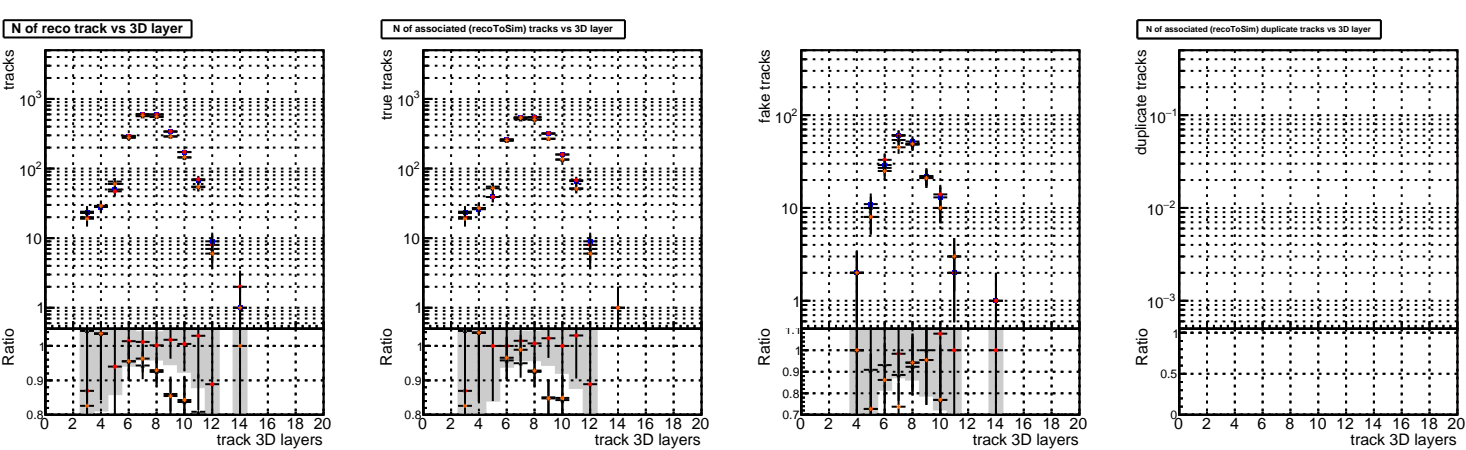 N of reco track vs 3D layer
tracks
10³
10²
10
1
Ratio
1
0.9
0.8
0 2 4 6 8 10 12 14 16 18 20
track 3D layers
N of associated (recoToSim) tracks vs 3D layer
true tracks
10³
10²
10
1
Ratio
1
0.9
0.8
0 2 4 6 8 10 12 14 16 18 20
track 3D layers
fake tracks
10²
10
1
Ratio
1.1
1
0.9
0.8
0.7
0 2 4 6 8 10 12 14 16 18 20
track 3D layers
N of associated (recoToSim) duplicate tracks vs 3D layer
duplicate tracks
10⁻¹
10⁻²
10⁻³
Ratio
1
0.5
0
0 2 4 6 8 10 12 14 16 18 20
track 3D layers